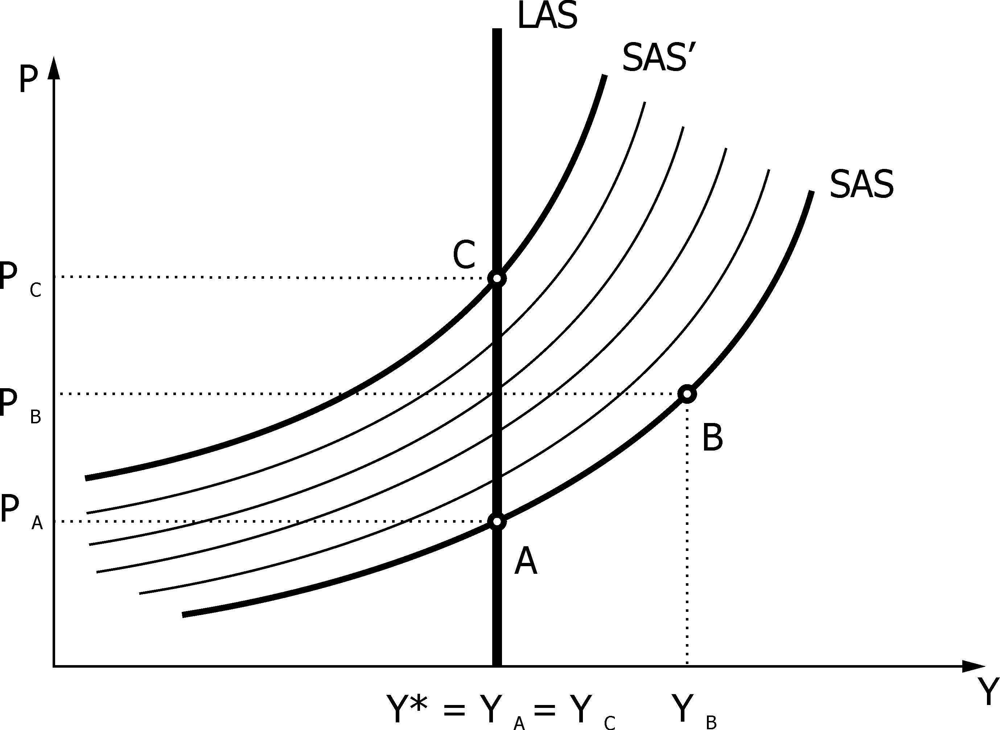 LAS
SAS′
P
SAS
C
P C
P B
B
P A
A
Y
Y* = Y A = Y C
Y B